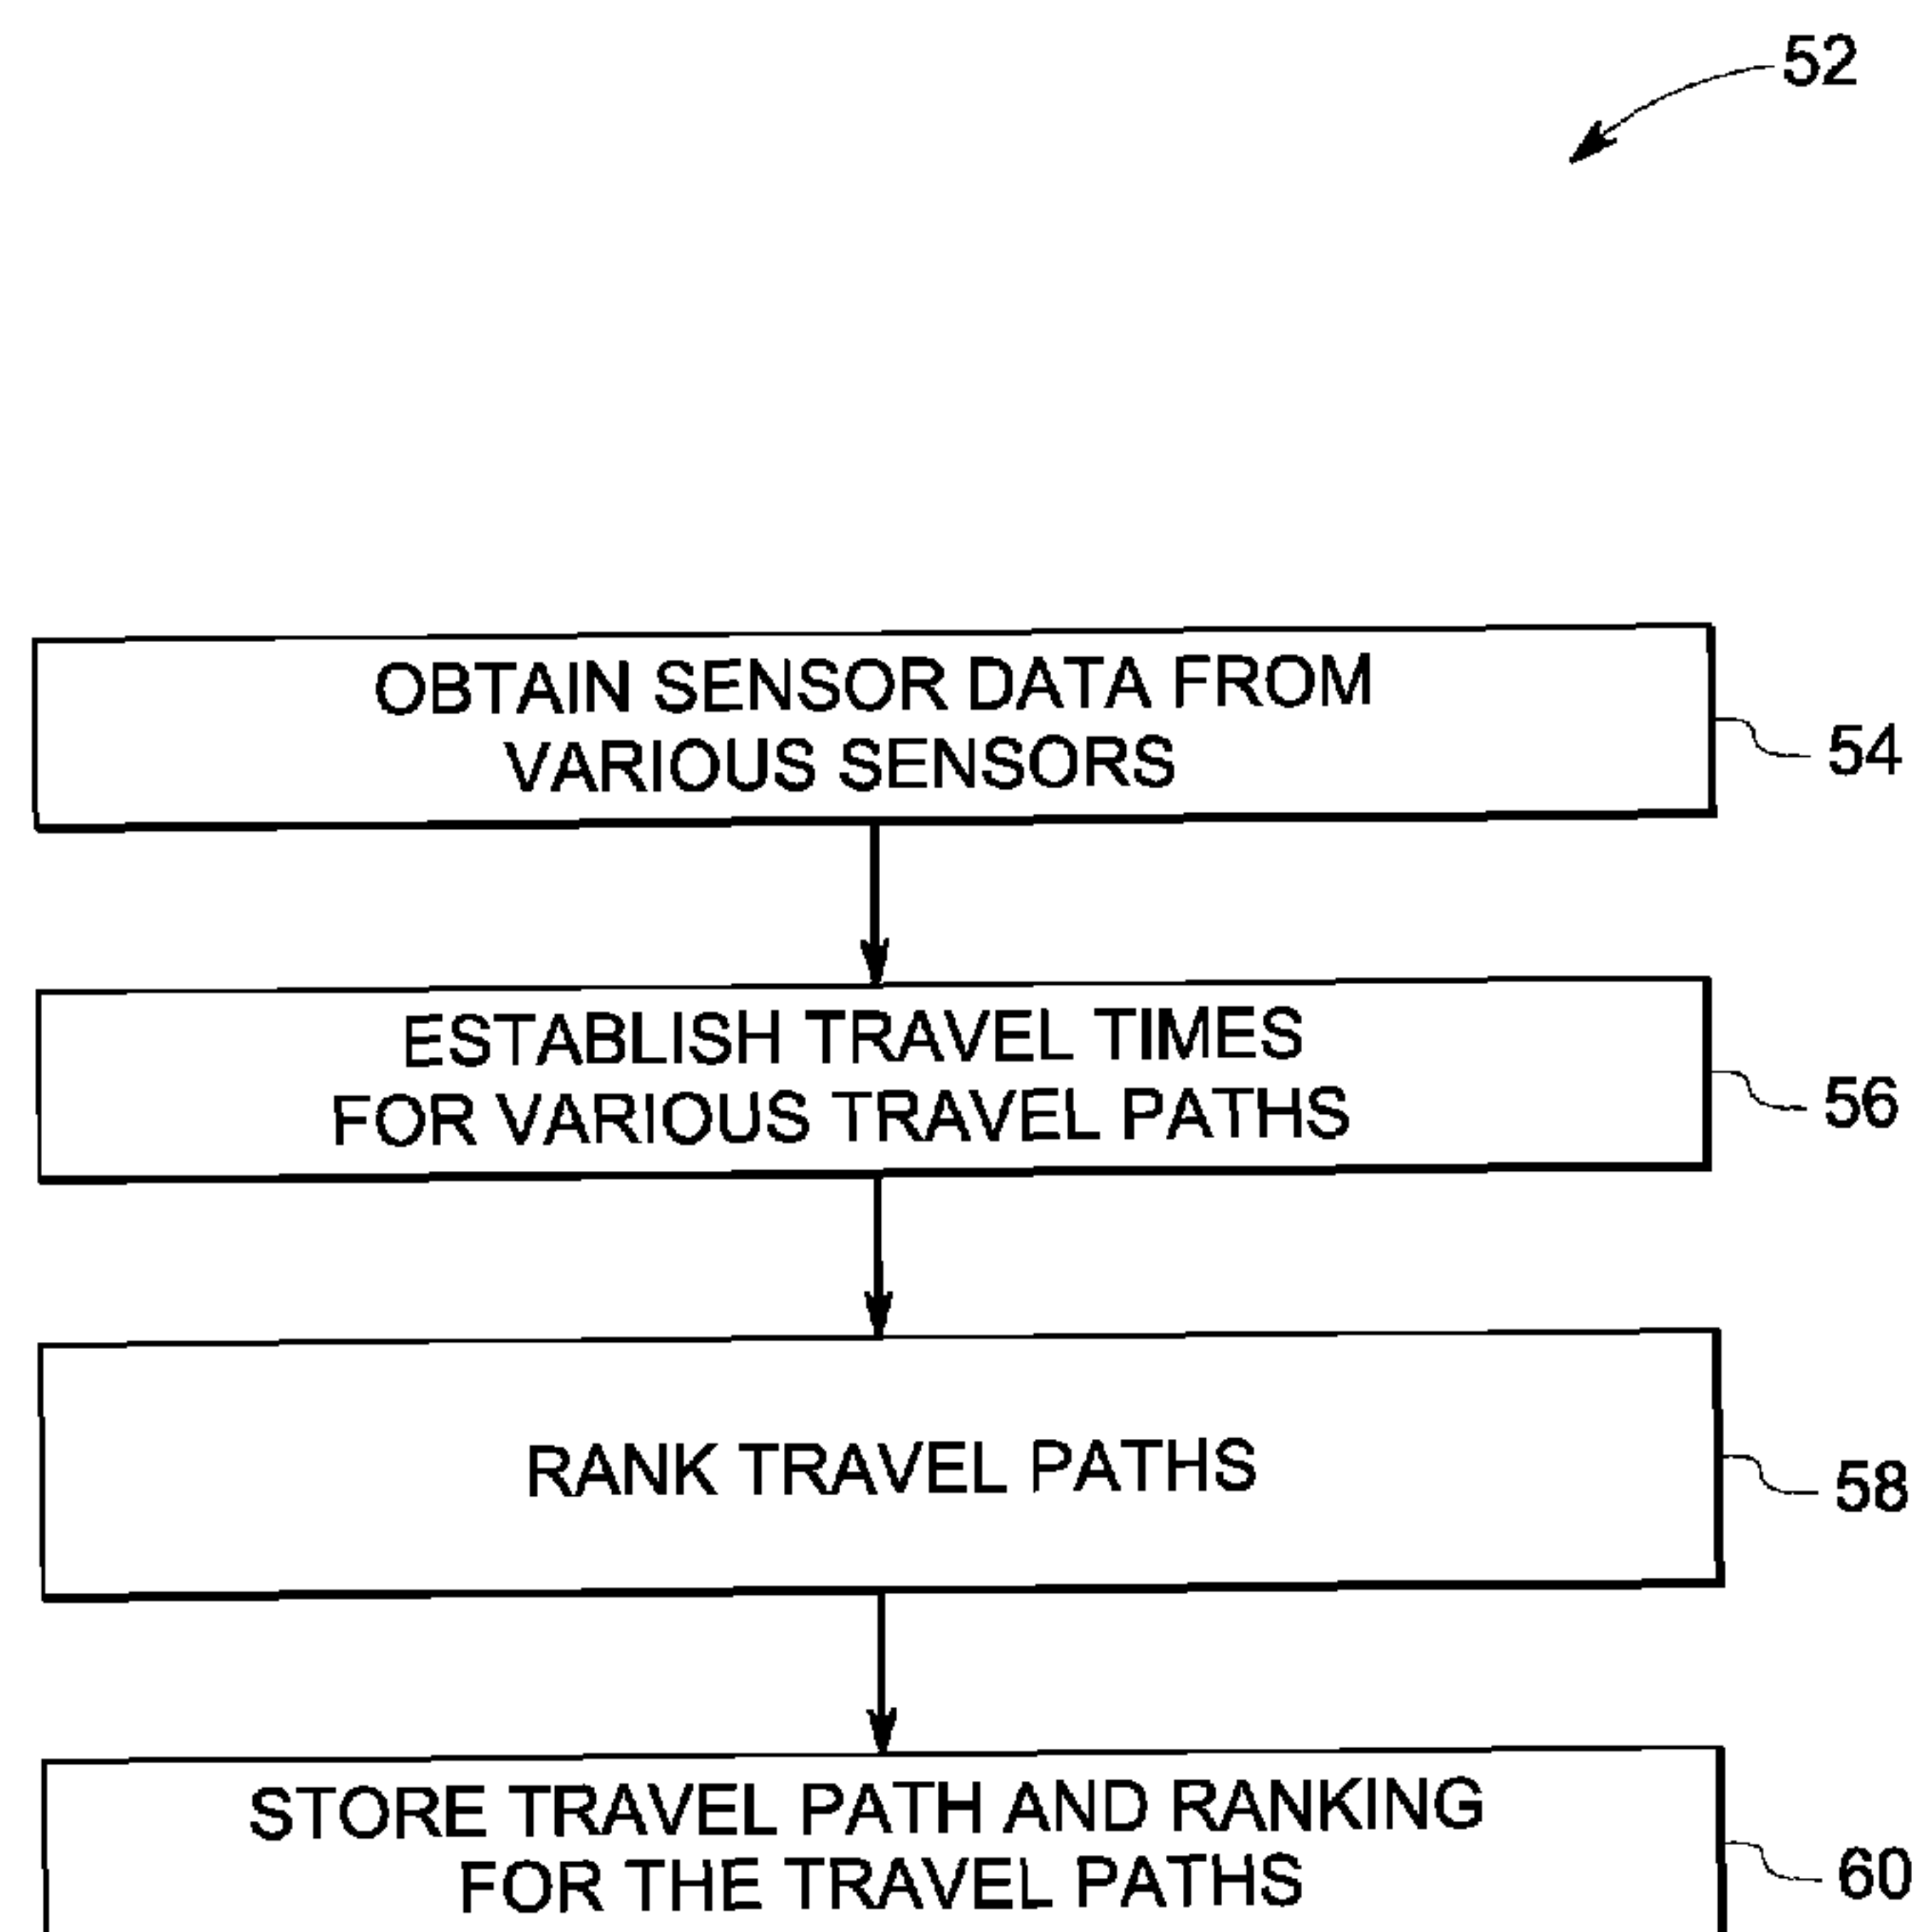 52
OBTAIN SENSOR DATA FROM
VARIOUS SENSORS
54
ESTABLISH TRAVEL TIMES
FOR VARIOUS TRAVEL PATHS
56
RANK TRAVEL PATHS
58
STORE TRAVEL PATH AND RANKING
FOR THE TRAVEL PATHS
60